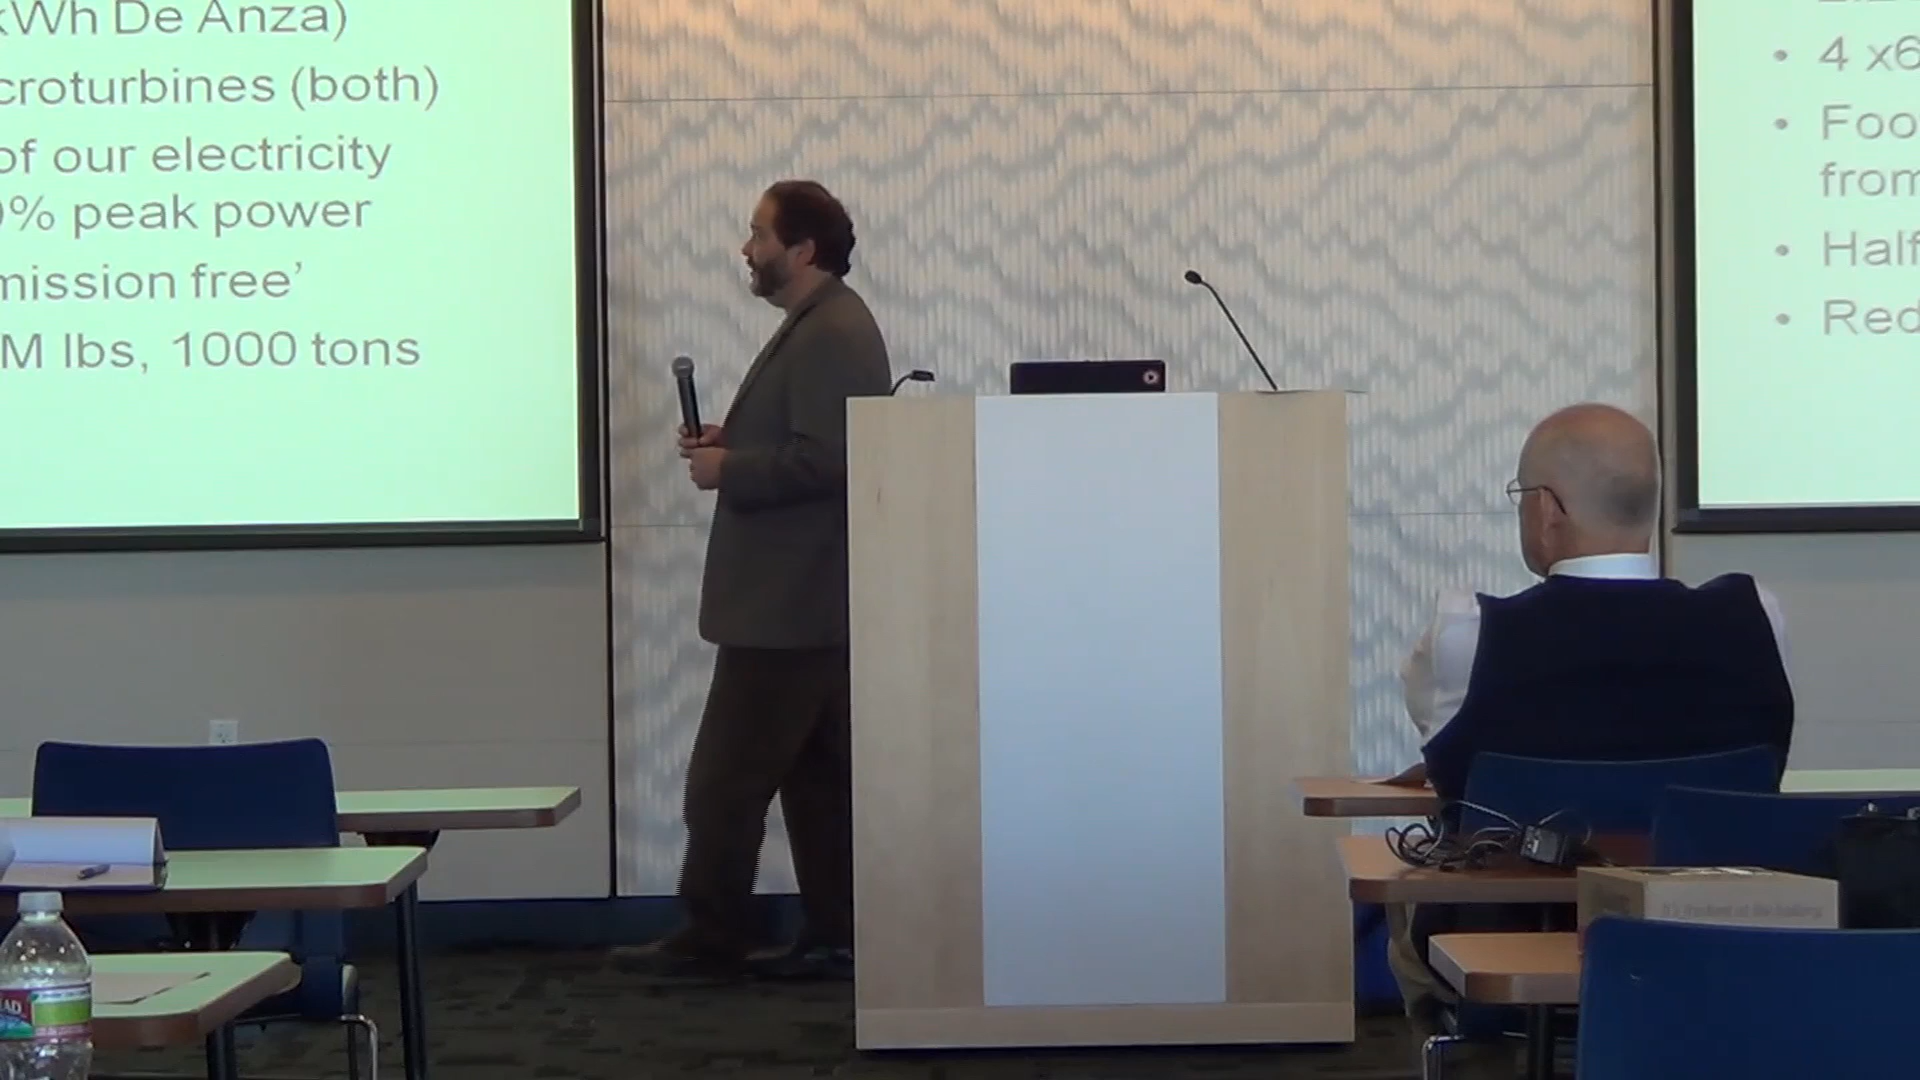 kWh De Anza)
croturbines (both)
of our electricity
0% peak power
mission free’
M lbs, 1000 tons
• 4 x6
• Foo
from
• Half
• Red